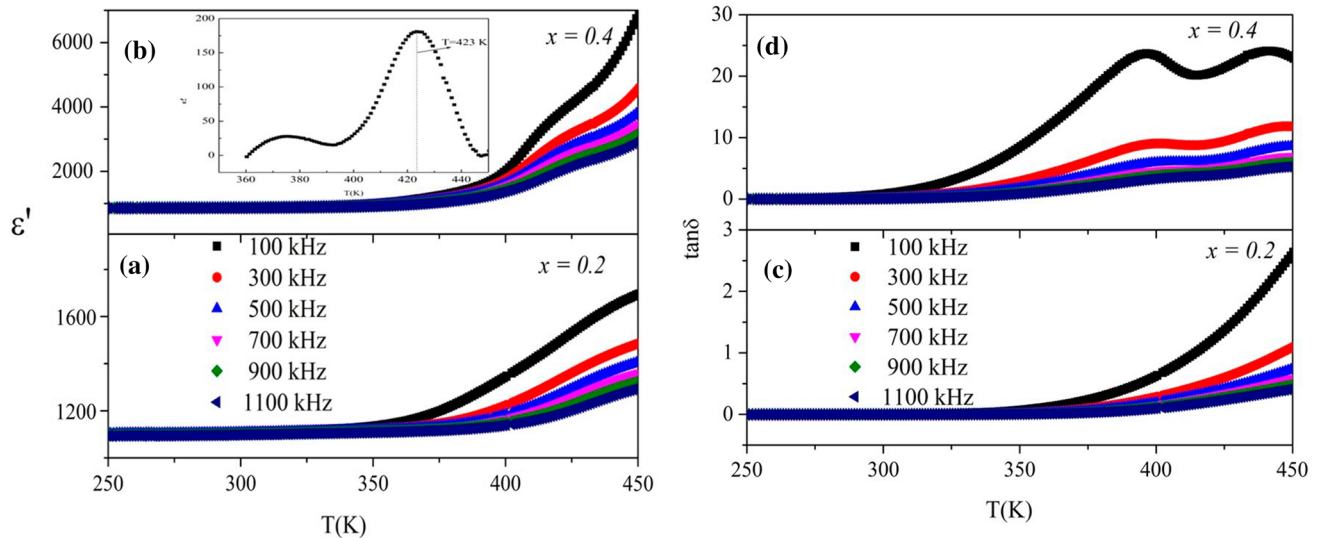 (b)
x = 0.4
6000
4000
2000
200
150
100
50
0
ε'
T=423 K
360
380
400
420
440
T(K)
ε'
(a)
x = 0.2
100 kHz
300 kHz
500 kHz
700 kHz
900 kHz
1100 kHz
1600
1200
250
300
350
400
450
T(K)
(d)
x = 0.4
30
20
10
0
tanδ
(c)
x = 0.2
100 kHz
300 kHz
500 kHz
700 kHz
900 kHz
1100 kHz
3
2
1
0
250
300
350
400
450
T(K)